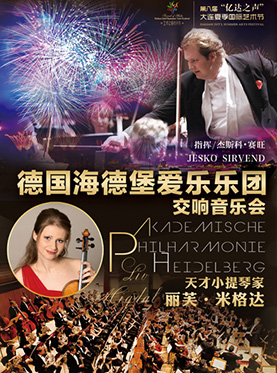 第八届“亿达之声”
大连夏季国际艺术节
指挥/杰斯科·赛旺
JESKO SIRVEND
德国海德堡爱乐乐团
交响音乐会
AKADEMISCHE
PHILHARMONIE
HEIDELBERG
天才小提琴家
丽芙·米格达